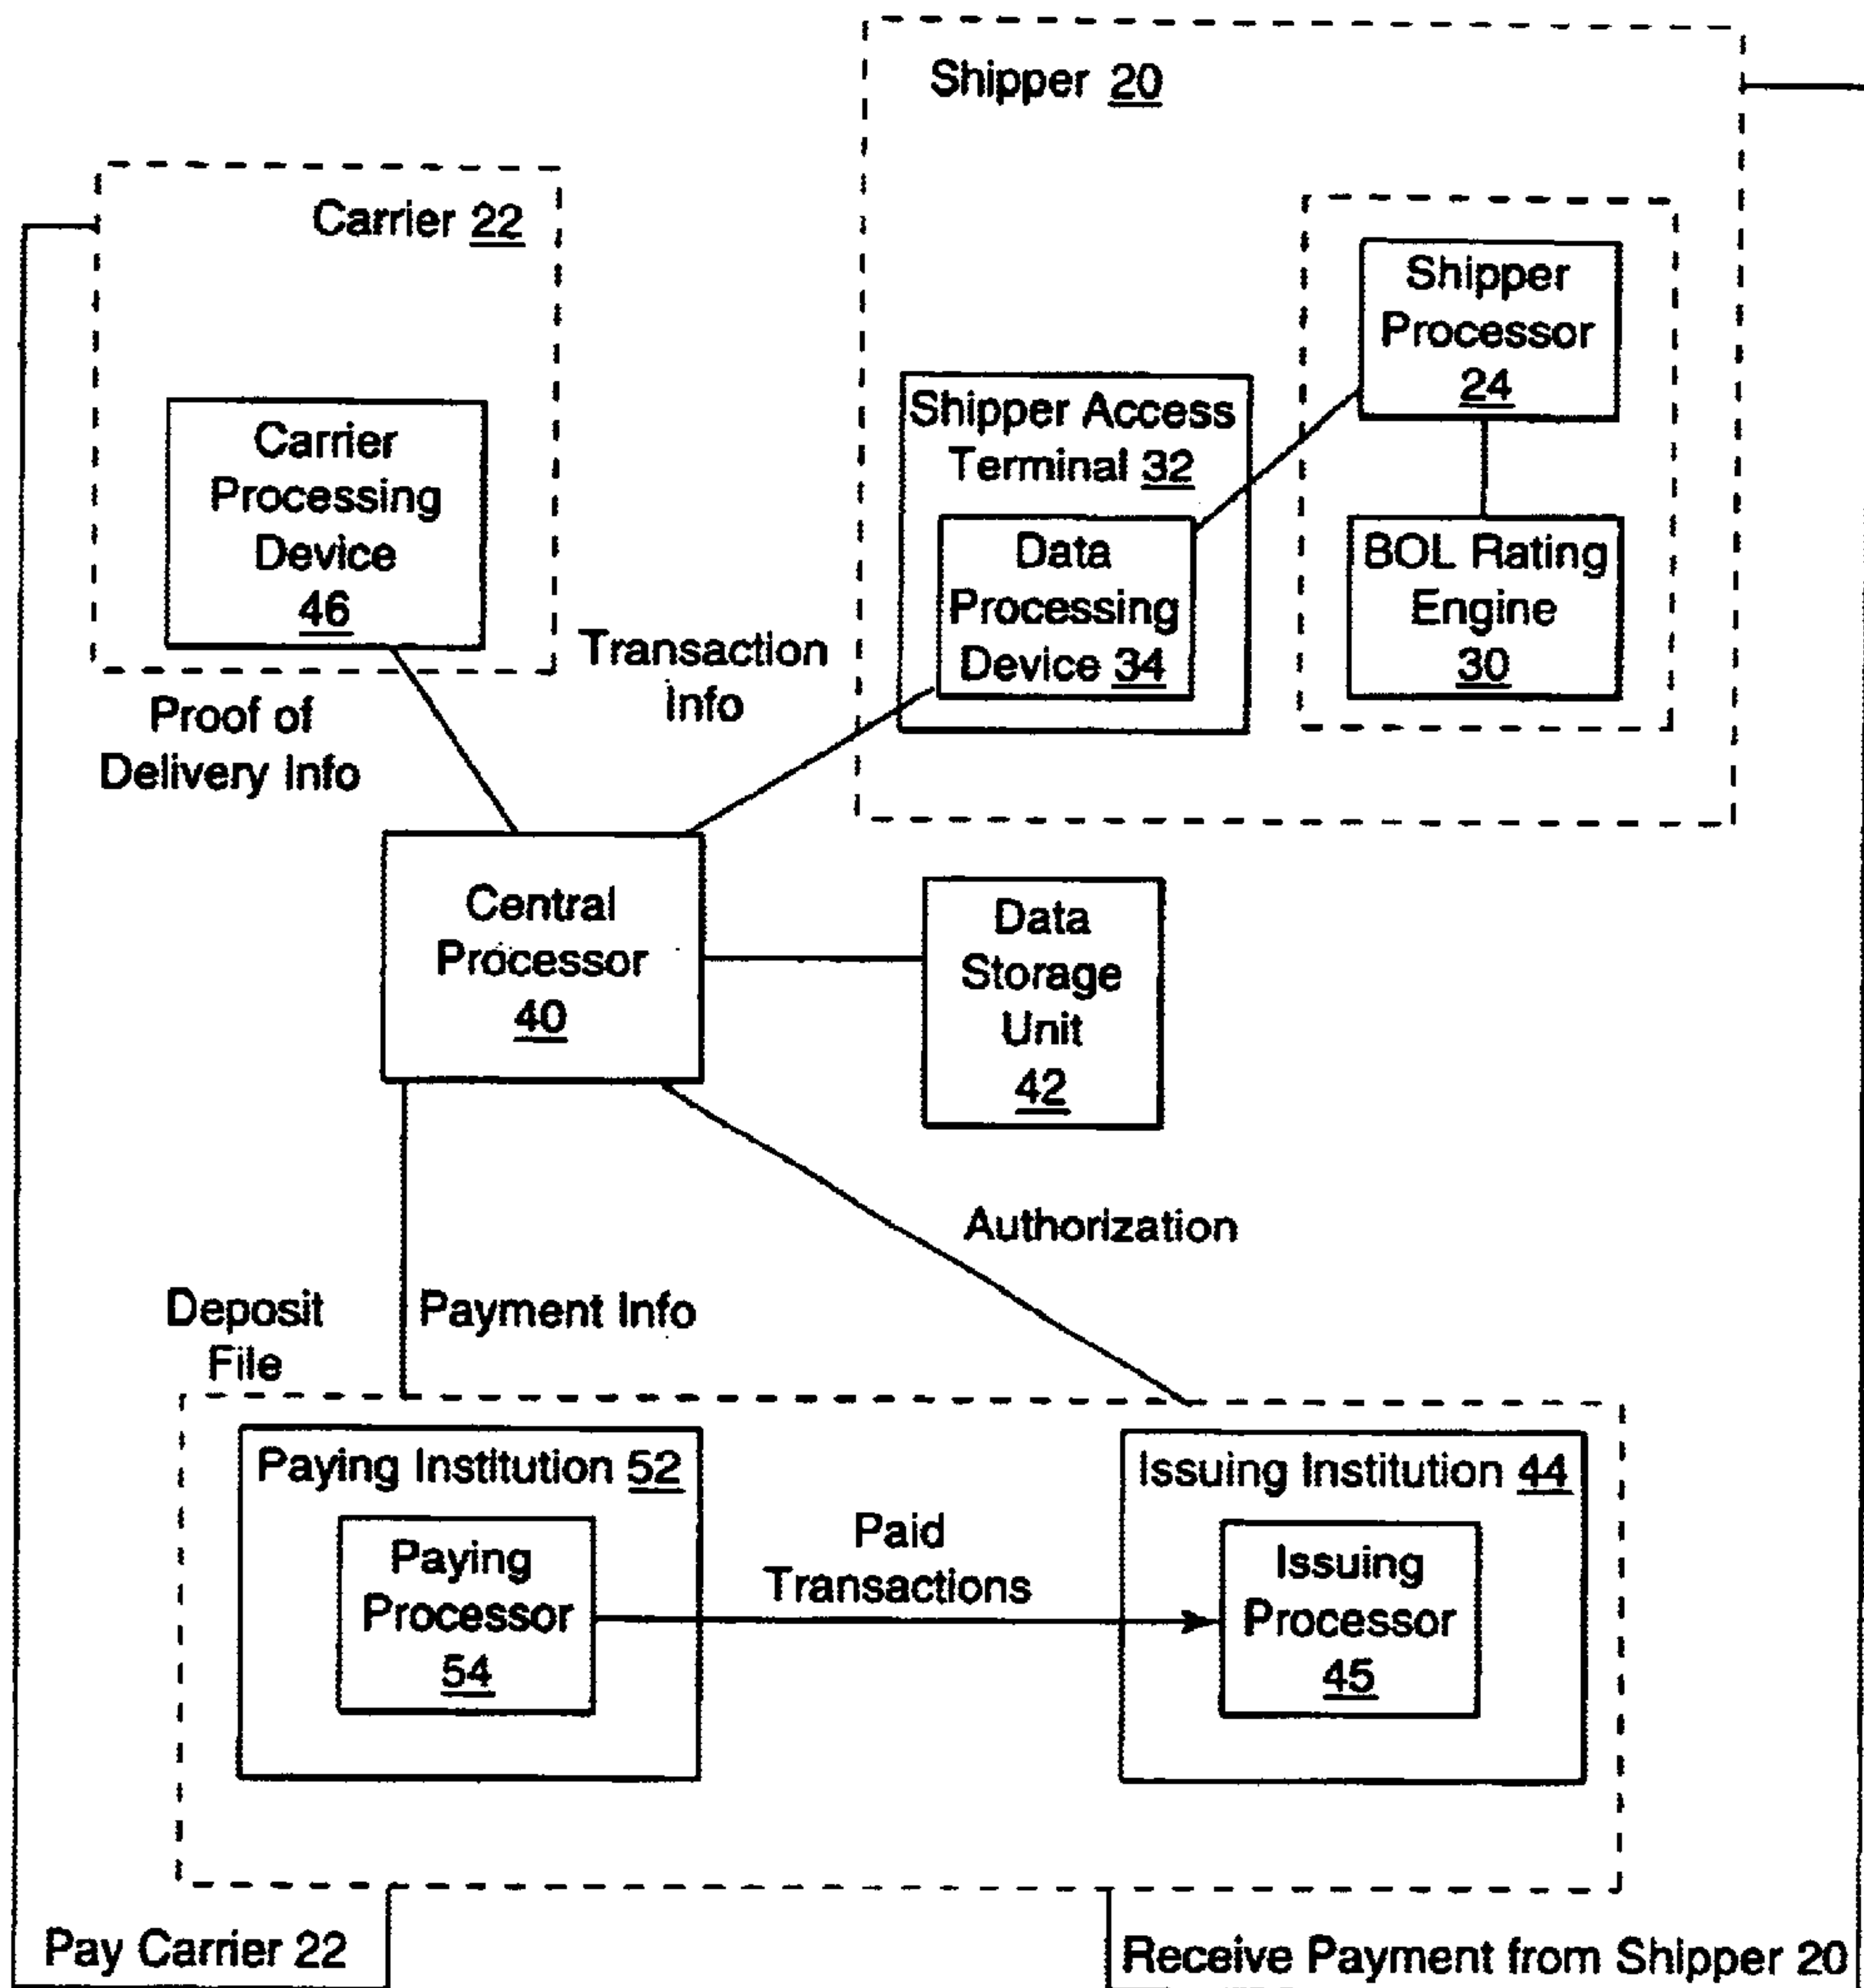 Shipper 20
Carrier 22
Shipper
Processor
24
Shipper Access
Terminal 32
Carrier
Processing
Device
46
Data
Processing
Device 34
BOL Rating
Engine
30
Transaction
Info
Proof of
Delivery Info
Central
Processor
40
Data
Storage
Unit
42
Authorization
Deposit
File
Payment Info
Paying Institution 52
Issuing Institution 44
Paying
Processor
54
Paid
Transactions
Issuing
Processor
45
Pay Carrier 22
Receive Payment from Shipper 20